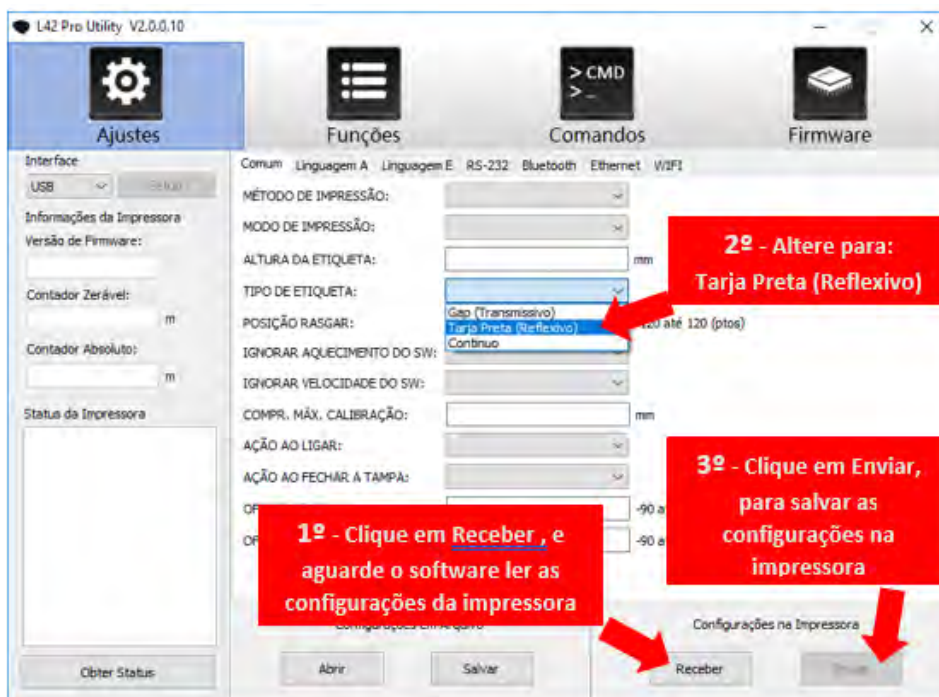 L42 Pro Utility V2.0.0.10
Ajustes
Funções
> CMD
> _
Comandos
Firmware
Interface
USB
Informações da Impressora
Versão de Firmware:
Contador Zerável:
m
Contador Absoluto:
m
Status da Impressora
Obter Status
Comum Linguagem A Linguagem E RS-232 Bluetooth Ethernet WIFI
MÉTODO DE IMPRESSÃO:
MODO DE IMPRESSÃO:
ALTURA DA ETIQUETA: mm
TIPO DE ETIQUETA:
Gap (Transmissivo)
Tarja Preta (Reflexivo)
Contínuo
POSIÇÃO RASGAR: 120 até 120 (ptos)
IGNORAR AQUECIMENTO DO SW:
IGNORAR VELOCIDADE DO SW:
COMPR. MÁX. CALIBRAÇÃO: mm
AÇÃO AO LIGAR:
AÇÃO AO FECHAR A TAMPA:
-90
-90
2º - Altere para:
Tarja Preta (Reflexivo)
1º - Clique em Receber , e
aguarde o software ler as
configurações da impressora
3º - Clique em Enviar,
para salvar as
configurações na
impressora
Abrir
Salvar
Configurações na Impressora
Receber